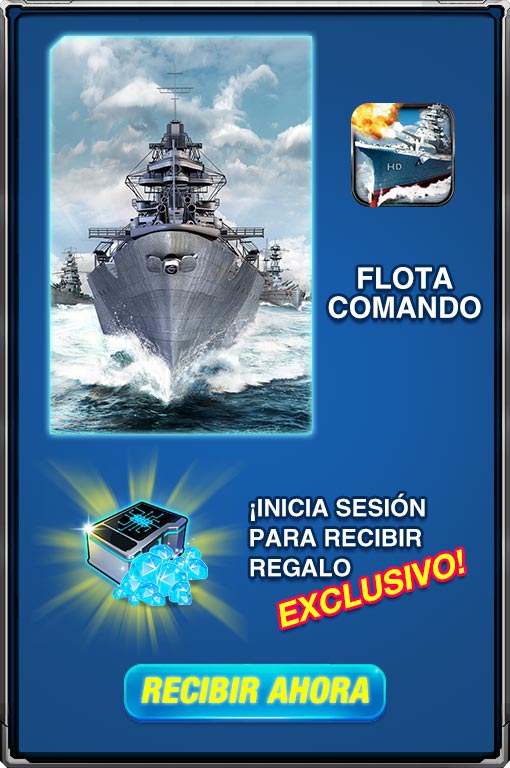 HD
FLOTA
COMANDO
¡INICIA SESIÓN
PARA RECIBIR
REGALO
EXCLUSIVO!
RECIBIR AHORA